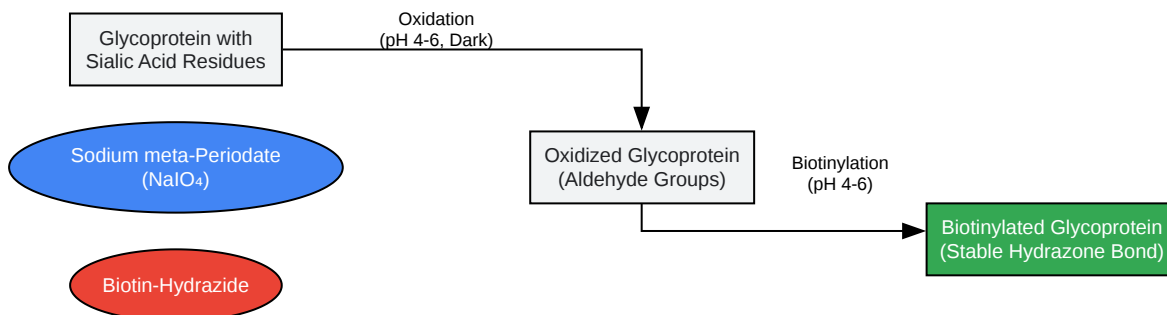 Glycoprotein with
Sialic Acid Residues
Oxidation
(pH 4-6, Dark)
Sodium meta-Periodate
(NaIO₄)
Oxidized Glycoprotein
(Aldehyde Groups)
Biotinylation
(pH 4-6)
Biotinylated Glycoprotein
(Stable Hydrazone Bond)
Biotin-Hydrazide